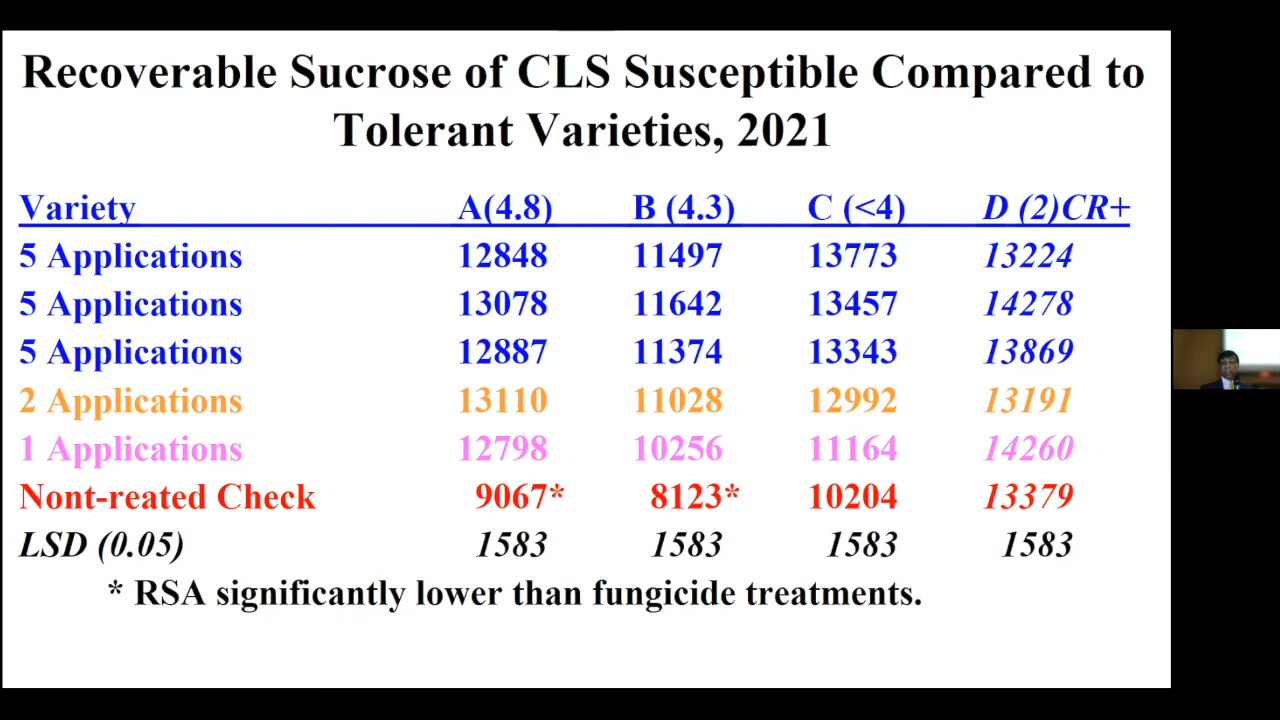 Recoverable Sucrose of CLS Susceptible Compared to
Tolerant Varieties, 2021
Variety A(4.8) B (4.3) C (<4) D (2)CR+
5 Applications 12848 11497 13773 13224
5 Applications 13078 11642 13457 14278
5 Applications 12887 11374 13343 13869
2 Applications 13110 11028 12992 13191
1 Applications 12798 10256 11164 14260
Nont-reated Check 9067* 8123* 10204 13379
LSD (0.05) 1583 1583 1583 1583
* RSA significantly lower than fungicide treatments.